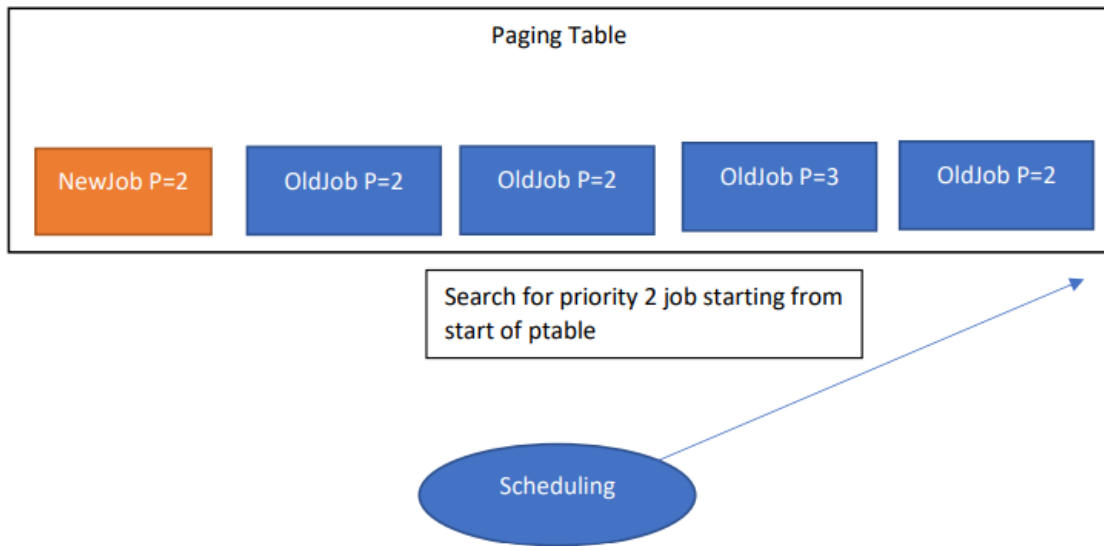 Paging Table
NewJob P=2
OldJob P=2
OldJob P=2
OldJob P=3
OldJob P=2
Search for priority 2 job starting from
start of ptable
Scheduling